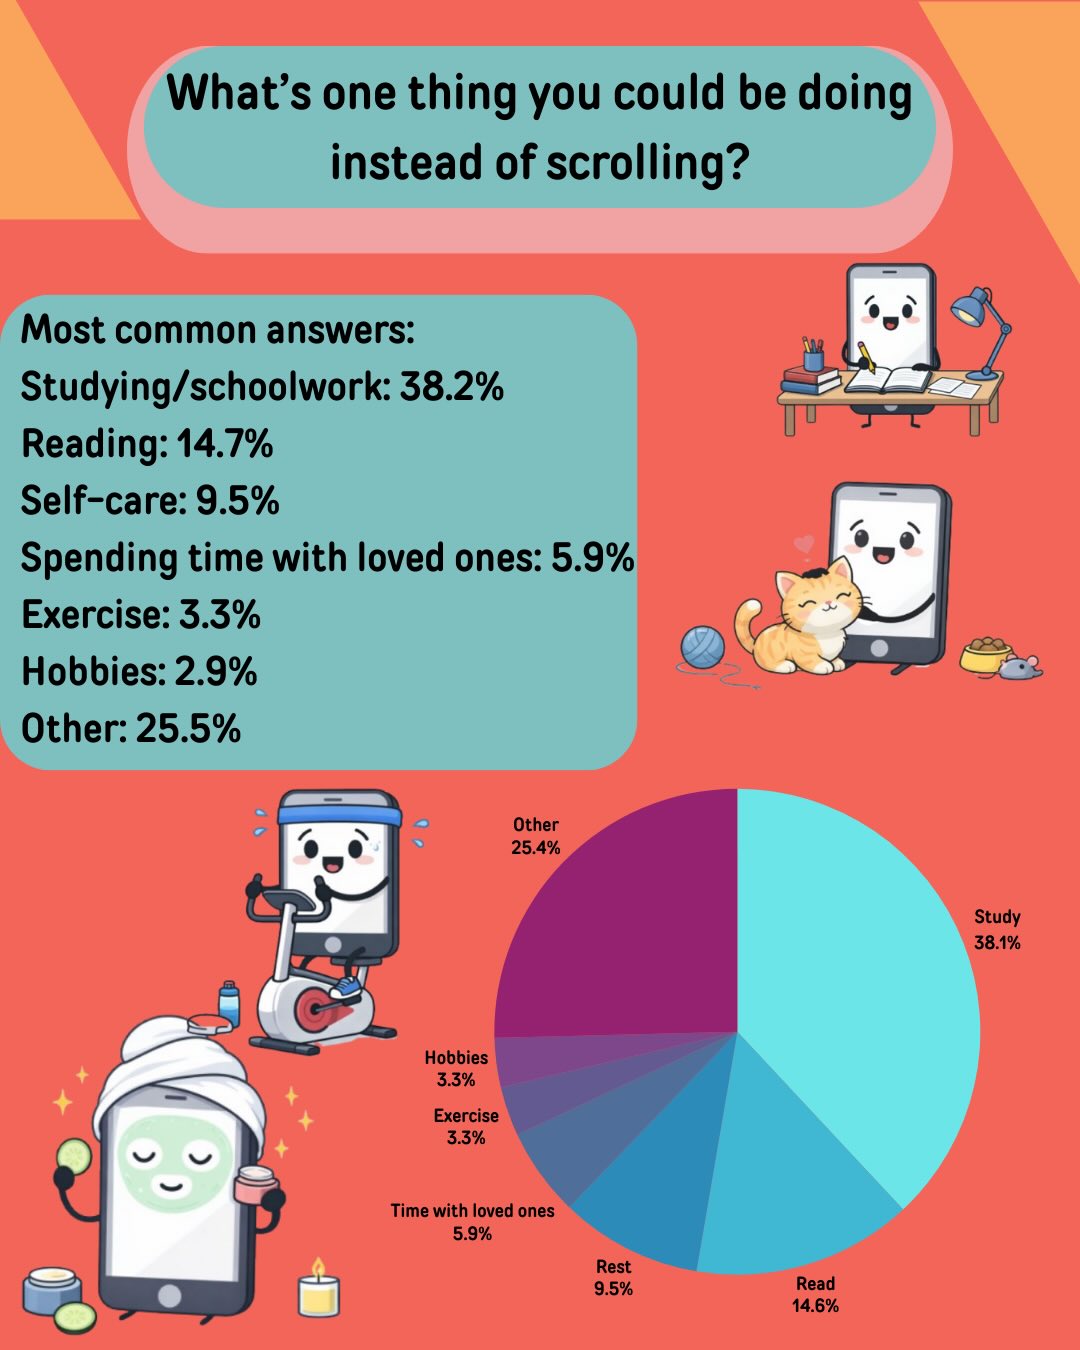 What's one thing you could be doing
instead of scrolling?
Most common answers:
Studying/schoolwork: 38.2%
Reading: 14.7%
Self-care: 9.5%
Spending time with loved ones: 5.9%
Exercise: 3.3%
Hobbies: 2.9%
Other: 25.5%
Other
25.4%
Study
38.1%
Hobbies
3.3%
Exercise
3.3%
Time with loved ones
5.9%
Rest
9.5%
Read
14.6%